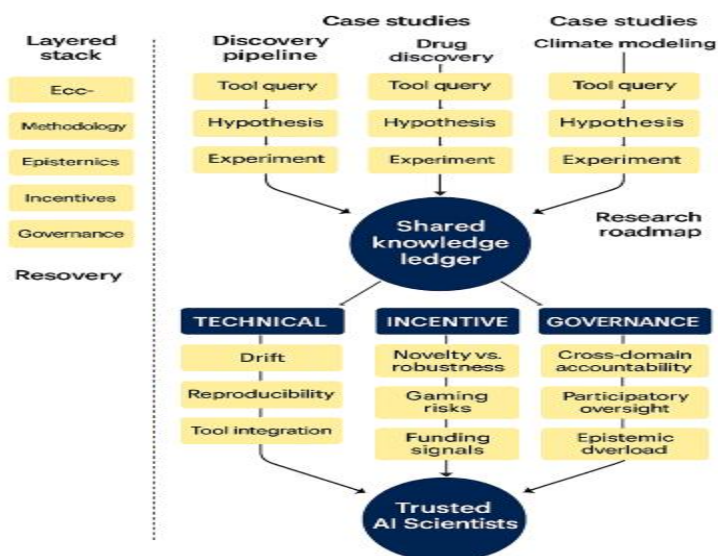 Layered
stack
Ecc-
Methodology
Episternics
Incentives
Governance
Resovery
Case studies
Case studies
Discovery
pipeline
Drug
discovery
Climate modeling
Tool query
Tool query
Tool query
Hypothesis
Hypothesis
Hypothesis
Experiment
Experiment
Experiment
Shared
knowledge
ledger
Research
roadmap
TECHNICAL
INCENTIVE
GOVERNANCE
Drift
Reproducibility
Tool integration
Novelty vs.
robustness
Gaming
risks
Funding
signals
Cross-domain
accountability
Participatory
oversight
Epistemic
dverload
Trusted
AI Scientists